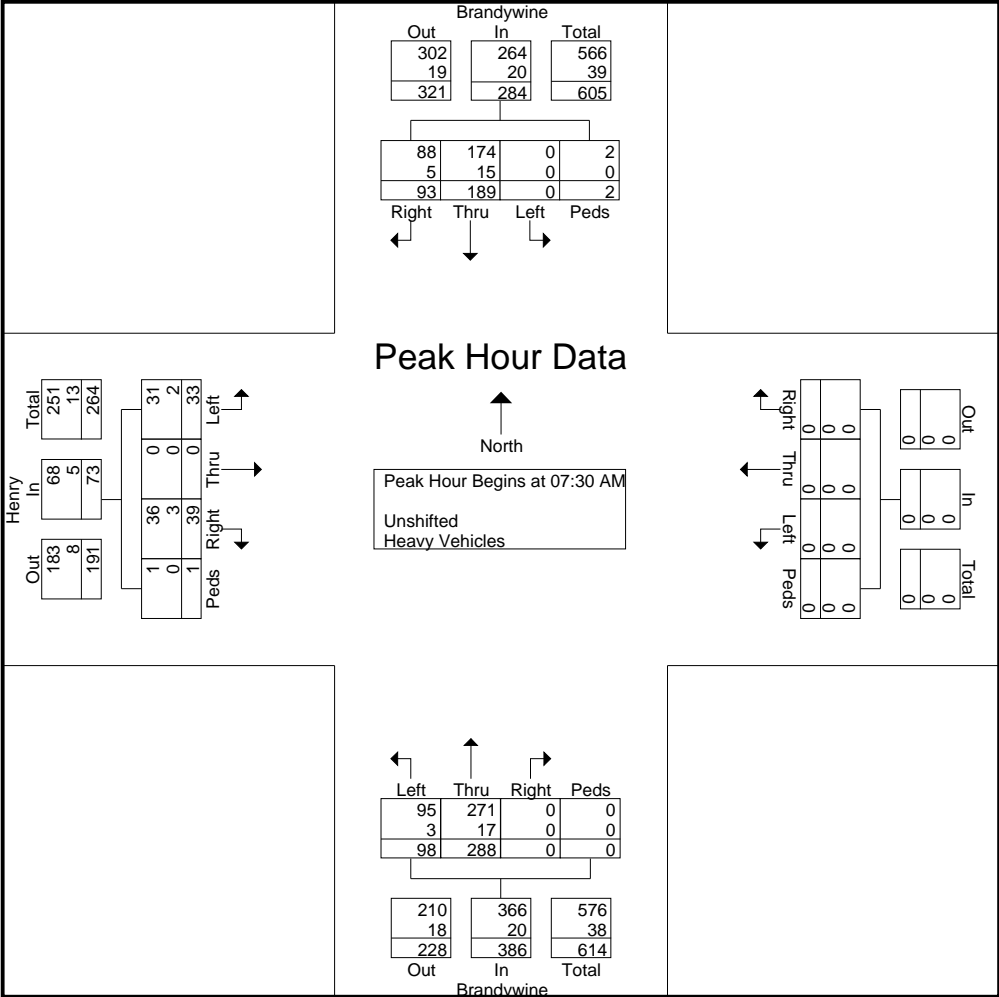 Brandywine
Out In Total
302 264 566
19 20 39
321 284 605
88 174 0 2
5 15 0 0
93 189 0 2
Right Thru Left Peds
Peak Hour Data
North
Peak Hour Begins at 07:30 AM
Unshifted
Heavy Vehicles
Henry
Out In Total
183 68 251
8 5 13
191 73 264
Peds Right Thru Left
1 36 0 31
0 3 0 2
1 39 0 33
Out In Total
0 0 0
0 0 0
0 0 0
Right Thru Left Peds
0 0 0 0
0 0 0 0
0 0 0 0
Left Thru Right Peds
95 271 0 0
3 17 0 0
98 288 0 0
210 366 576
18 20 38
228 386 614
Out In Total
Brandywine